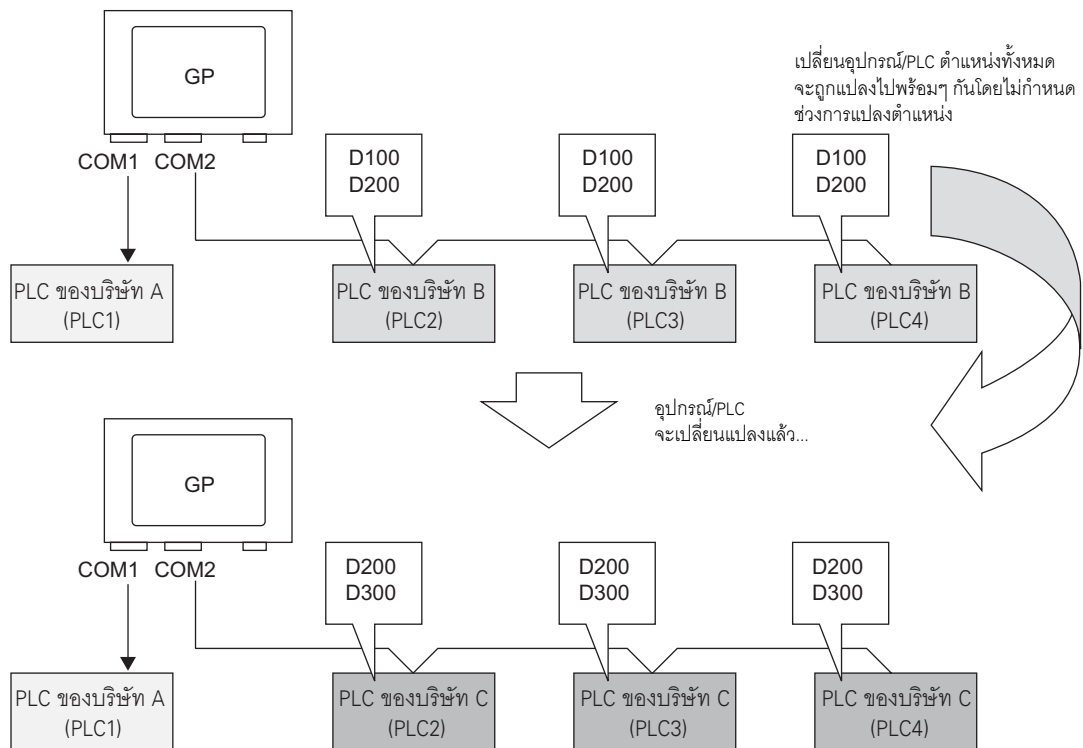 GP
เปลี่ยนอุปกรณ์/PLC ตำแหน่งทั้งหมด
จะถูกแปลงไปพร้อมๆ กันโดยไม่กำหนด
ช่วงการแปลงตำแหน่ง
COM1 COM2
D100
D200
D100
D200
D100
D200
PLC ของบริษัท A
(PLC1)
PLC ของบริษัท B
(PLC2)
PLC ของบริษัท B
(PLC3)
PLC ของบริษัท B
(PLC4)
อุปกรณ์/PLC
จะเปลี่ยนแปลงแล้ว...
GP
COM1 COM2
D200
D300
D200
D300
D200
D300
PLC ของบริษัท A
(PLC1)
PLC ของบริษัท C
(PLC2)
PLC ของบริษัท C
(PLC3)
PLC ของบริษัท C
(PLC4)